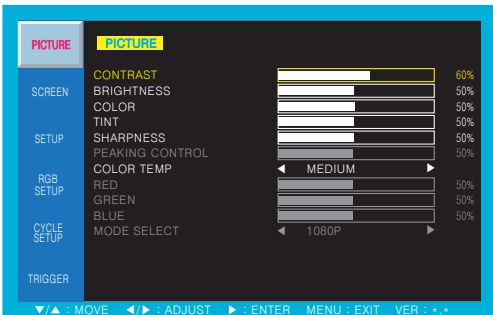 PICTURE
PICTURE
CONTRAST 60%
SCREEN
BRIGHTNESS 50%
COLOR 50%
TINT 50%
SETUP
SHARPNESS 50%
PEAKING CONTROL 50%
COLOR TEMP ◀ MEDIUM ▶
RGB
SETUP
RED 50%
GREEN 50%
BLUE 50%
CYCLE
SETUP
MODE SELECT ◀ 1080P ▶
TRIGGER
▼/▲ : MOVE ◀/▶ : ADJUST ▶ : ENTER MENU : EXIT VER : *.*